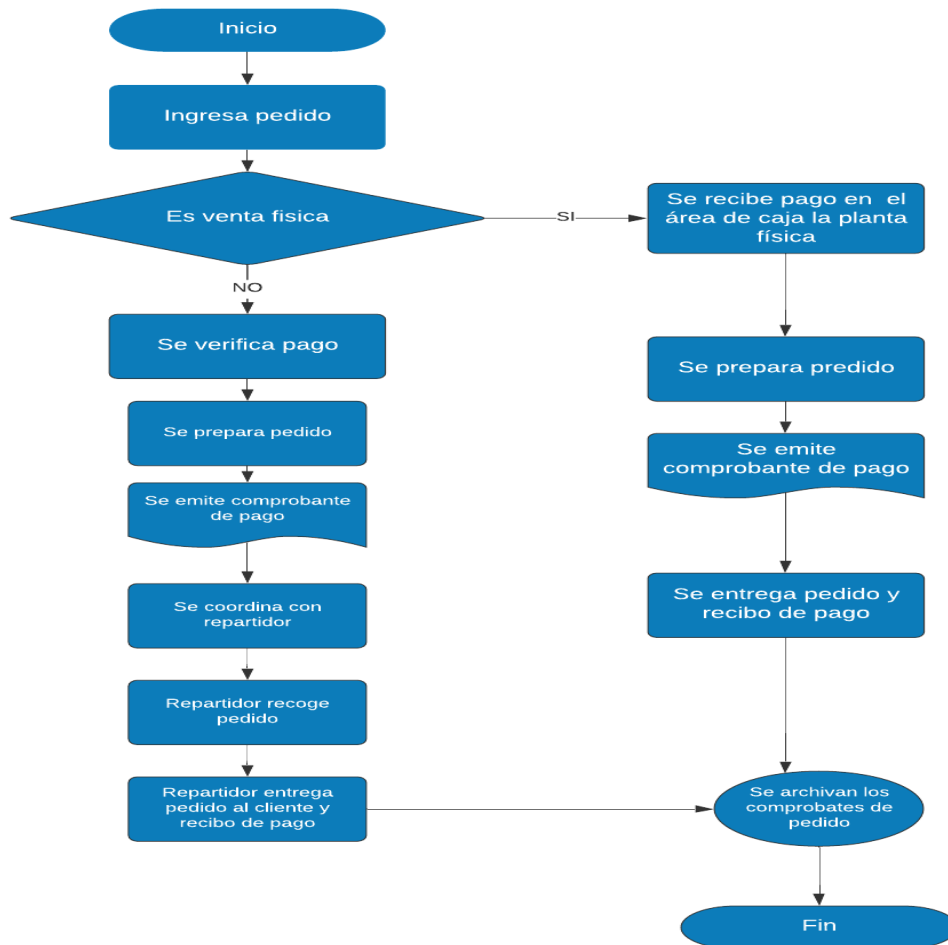 Inicio
Ingresa pedido
Es venta fisica
SI
Se recibe pago en el
área de caja la planta
física
NO
Se verifica pago
Se prepara predido
Se prepara pedido
Se emite
comprobante de pago
Se emite comprobante
de pago
Se coordina con
repartidor
Se entrega pedido y
recibo de pago
Repartidor recoge
pedido
Repartidor entrega
pedido al cliente y
recibo de pago
Se archivan los
comprobates de
pedido
Fin